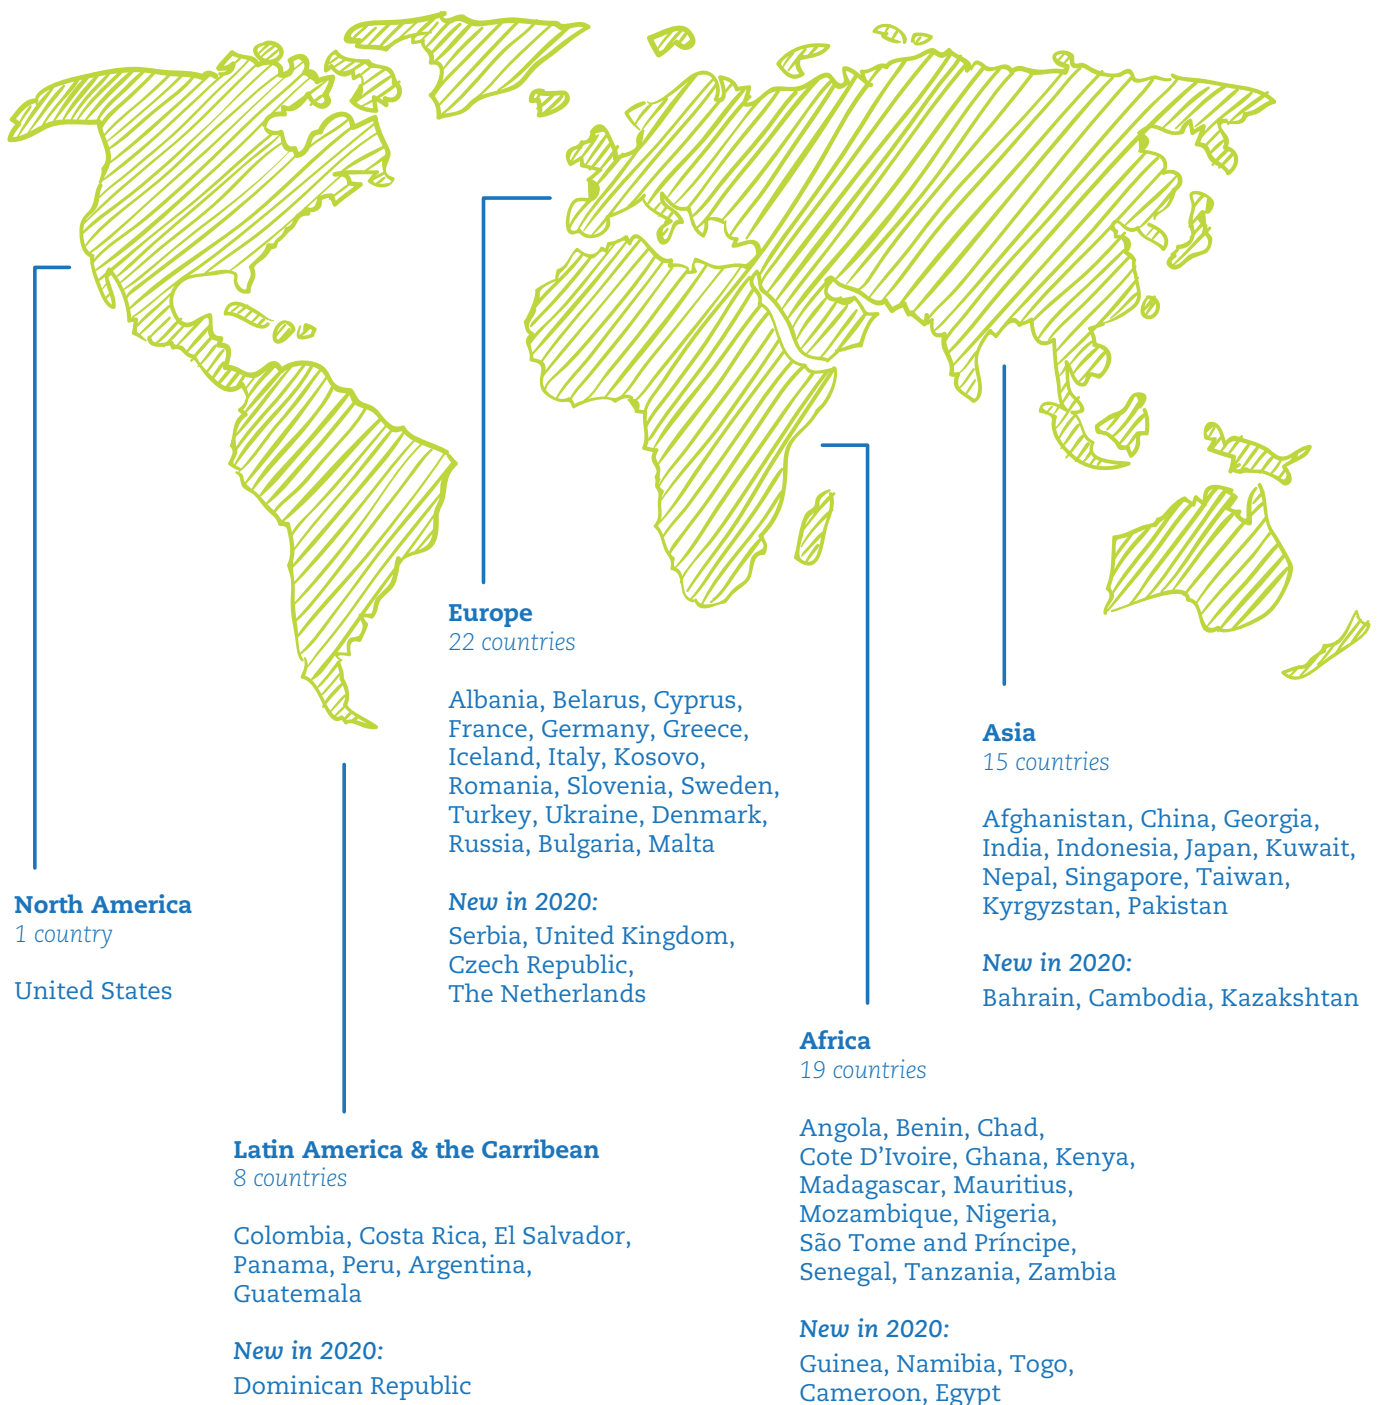 Europe
22 countries
Albania, Belarus, Cyprus,
France, Germany, Greece,
Iceland, Italy, Kosovo,
Romania, Slovenia, Sweden,
Turkey, Ukraine, Denmark,
Russia, Bulgaria, Malta
New in 2020:
Serbia, United Kingdom,
Czech Republic,
The Netherlands
Asia
15 countries
Afghanistan, China, Georgia,
India, Indonesia, Japan, Kuwait,
Nepal, Singapore, Taiwan,
Kyrgyzstan, Pakistan
New in 2020:
Bahrain, Cambodia, Kazakshtan
North America
1 country
United States
Africa
19 countries
Angola, Benin, Chad,
Cote D'Ivoire, Ghana, Kenya,
Madagascar, Mauritius,
Mozambique, Nigeria,
São Tome and Príncipe,
Senegal, Tanzania, Zambia
New in 2020:
Guinea, Namibia, Togo,
Cameroon, Egypt
Latin America & the Carribean
8 countries
Colombia, Costa Rica, El Salvador,
Panama, Peru, Argentina,
Guatemala
New in 2020:
Dominican Republic